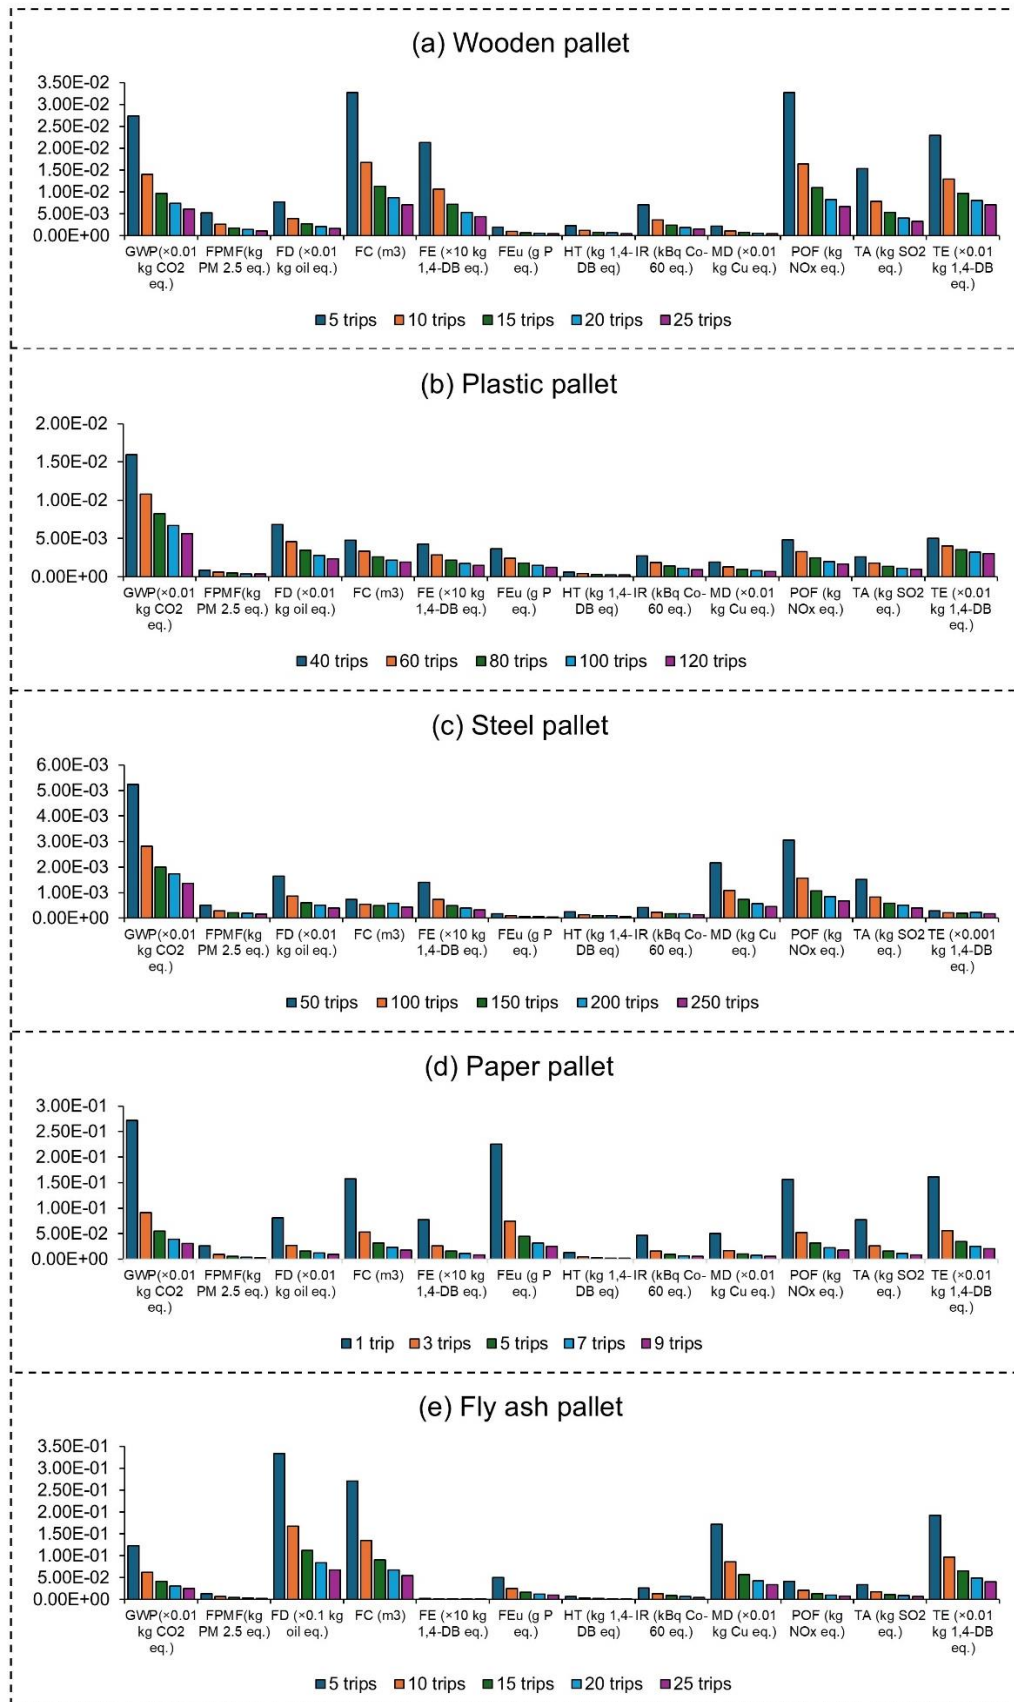 (a) Wooden pallet
3.50E-02
3.00E-02
2.50E-02
2.00E-02
1.50E-02
1.00E-02
5.00E-03
0.00E+00
GWP(×0.01 FPMF(kg FD (×0.01 FC (m3) FE (×10 kg FEu (g P HT (kg 1,4- IR (kBq Co- MD (×0.01 POF (kg TA (kg SO2 TE (×0.01
kg CO2 PM 2.5 eq.) kg oil eq.) 1,4-DB eq.) eq.) DB eq) 60 eq.) kg Cu eq.) NOx eq.) eq.) kg 1,4-DB
eq.) eq.)
5 trips 10 trips 15 trips 20 trips 25 trips
(b) Plastic pallet
2.00E-02
1.50E-02
1.00E-02
5.00E-03
0.00E+00
GWP(×0.01 FPMF(kg FD (×0.01 FC (m3) FE (×10 kg FEu (g P HT (kg 1,4- IR (kBq Co- MD (×0.01 POF (kg TA (kg SO2 TE (×0.01
kg CO2 PM 2.5 eq.) kg oil eq.) 1,4-DB eq.) eq.) DB eq) 60 eq.) kg Cu eq.) NOx eq.) eq.) kg 1,4-DB
eq.) eq.)
40 trips 60 trips 80 trips 100 trips 120 trips
(c) Steel pallet
6.00E-03
5.00E-03
4.00E-03
3.00E-03
2.00E-03
1.00E-03
0.00E+00
GWP(×0.01 FPMF(kg FD (×0.01 FC (m3) FE (×10 kg FEu (g P HT (kg 1,4- IR (kBq Co- MD (kg Cu POF (kg TA (kg SO2 TE (×0.001
kg CO2 PM 2.5 eq.) kg oil eq.) 1,4-DB eq.) eq.) DB eq) 60 eq.) eq.) NOx eq.) eq.) kg 1,4-DB
eq.) eq.)
50 trips 100 trips 150 trips 200 trips 250 trips
(d) Paper pallet
3.00E-01
2.50E-01
2.00E-01
1.50E-01
1.00E-01
5.00E-02
0.00E+00
GWP(×0.01 FPMF(kg FD (×0.01 FC (m3) FE (×10 kg FEu (g P HT (kg 1,4- IR (kBq Co- MD (×0.01 POF (kg TA (kg SO2 TE (×0.01
kg CO2 PM 2.5 eq.) kg oil eq.) 1,4-DB eq.) eq.) DB eq) 60 eq.) kg Cu eq.) NOx eq.) eq.) kg 1,4-DB
eq.) eq.)
1 trip 3 trips 5 trips 7 trips 9 trips
(e) Fly ash pallet
3.50E-01
3.00E-01
2.50E-01
2.00E-01
1.50E-01
1.00E-01
5.00E-02
0.00E+00
GWP(×0.01 FPMF(kg FD (×0.1 kg FC (m3) FE (×10 kg FEu (g P HT (kg 1,4- IR (kBq Co- MD (×0.01 POF (kg TA (kg SO2 TE (×0.01
kg CO2 PM 2.5 eq.) oil eq.) 1,4-DB eq.) eq.) DB eq) 60 eq.) kg Cu eq.) NOx eq.) eq.) kg 1,4-DB
eq.) eq.)
5 trips 10 trips 15 trips 20 trips 25 trips